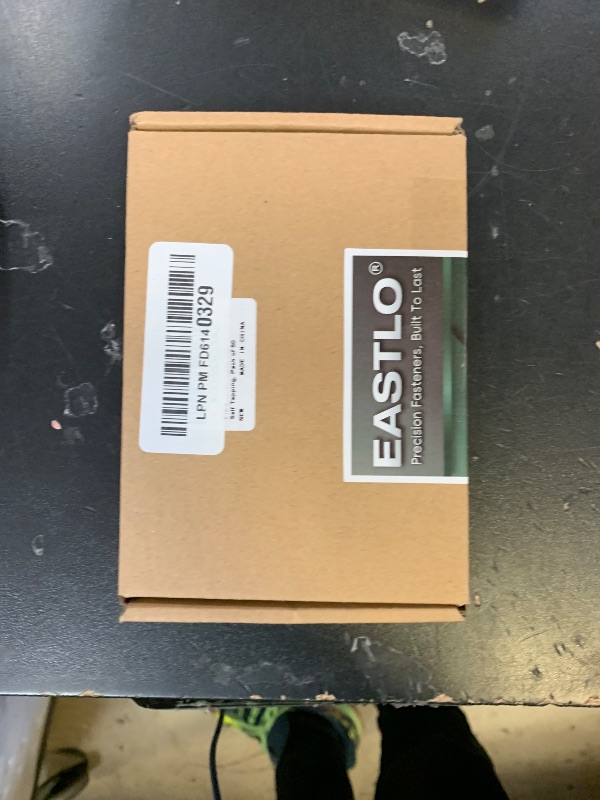 LPN PM FD6140329
Self Tapping, Pack of 50
NEW MADE IN CHINA
EASTLO®
Precision Fasteners, Built To Last